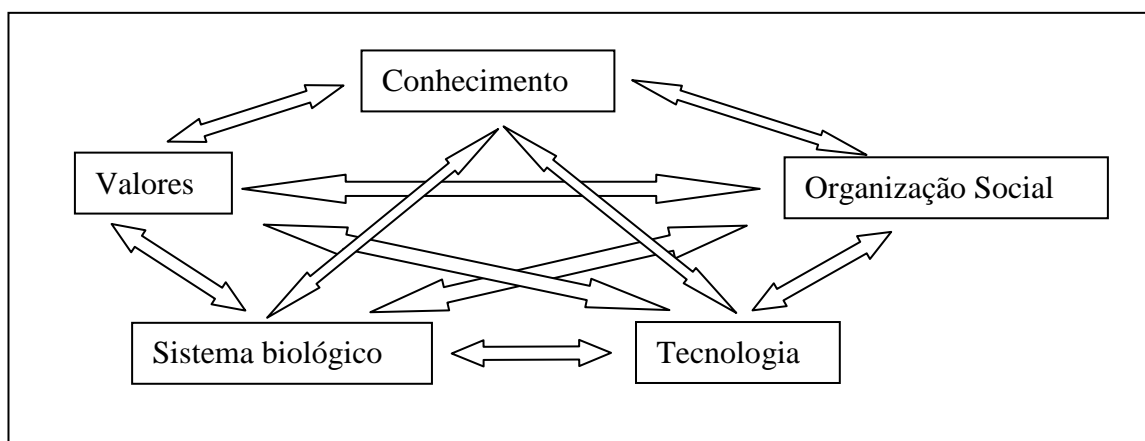 Conhecimento
Valores
Organização Social
Sistema biológico
Tecnologia